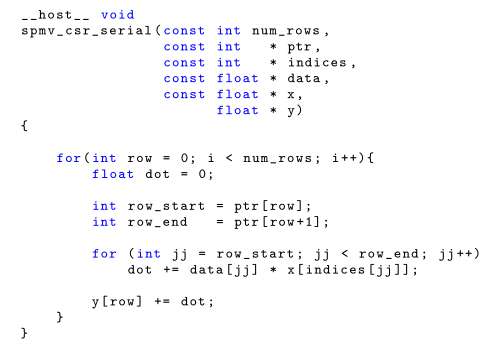 __host__ void
spmv_csr_serial(const int num_rows,
                const int   * ptr,
                const int   * indices,
                const float * data,
                const float * x,
                      float * y)
{
    for(int row = 0; i < num_rows; i++){
        float dot = 0;
        int row_start = ptr[row];
        int row_end   = ptr[row+1];
        for (int jj = row_start; jj < row_end; jj++)
            dot += data[jj] * x[indices[jj]];
        y[row] += dot;
    }
}